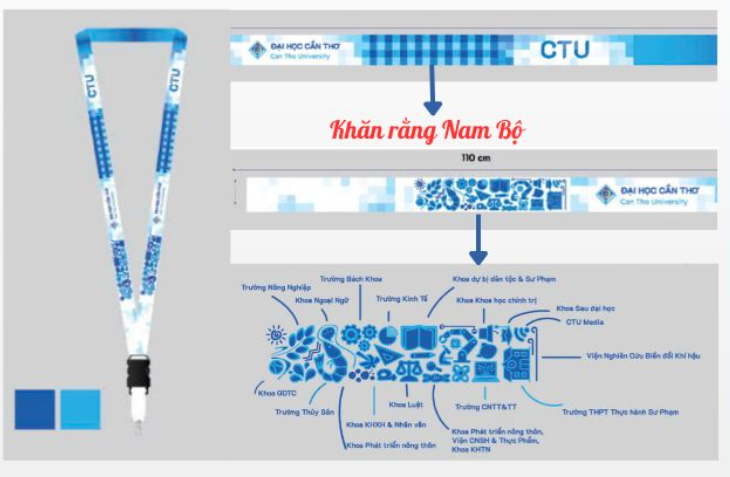 ĐẠI HỌC CẦN THƠ
Can Tho University
CTU
Khăn rằng Nam Bộ
110 cm
ĐẠI HỌC CẦN THƠ
Can Tho University
CTU
CTU
Trường Nông Nghiệp
Trường Bách Khoa
Khoa Ngoại Ngữ
Trường Kinh Tế
Khoa dự bị dân tộc & Sư Phạm
Khoa Khoa học chính trị
Khoa Sau đại học
CTU Media
Viện Nghiên Cứu Biến đổi Khí hậu
Khoa GDTC
Trường Thủy Sản
Khoa Phát triển nông thôn
Khoa KHXH & Nhân văn
Khoa Luật
Khoa Phát triển nông thôn,
Viện CNSH & Thực Phẩm,
Khoa KHTN
Trường CNTT&TT
Trường THPT Thực hành Sư Phạm